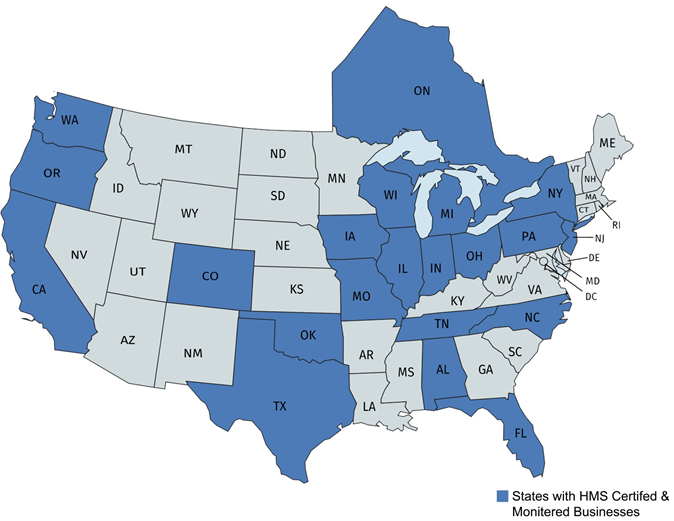 ON
WA
OR
CA
NV
ID
MT
WY
UT
AZ
CO
NM
ND
SD
NE
KS
OK
TX
MN
IA
MO
AR
LA
WI
IL
MS
MI
IN
KY
TN
AL
OH
WV
VA
NC
SC
GA
FL
PA
NY
VT
NH
ME
MA
CT
RI
NJ
DE
MD
DC
States with HMS Certifed &
Monitered Businesses